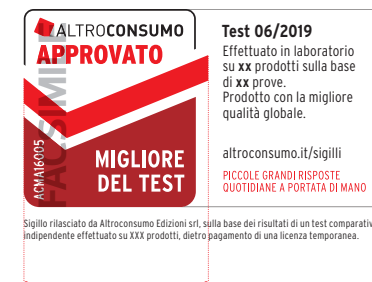 ALTROCONSUMO
APPROVATO
FACSIMILE
ACMA16005
MIGLIORE
DEL TEST
Test 06/2019
Effettuato in laboratorio
su xx prodotti sulla base
di xx prove.
Prodotto con la migliore
qualità globale.
altroconsumo.it/sigilli
PICCOLE GRANDI RISPOSTE
QUOTIDIANE A PORTATA DI MANO
Sigillo rilasciato da Altroconsumo Edizioni srl, sulla base dei risultati di un test comparativ
indipendente effettuato su XXX prodotti, dietro pagamento di una licenza temporanea.